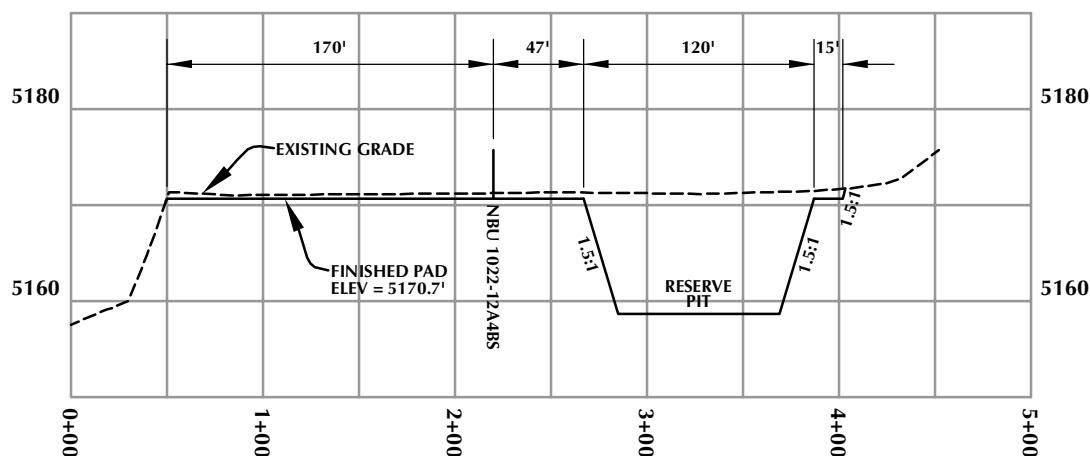 170'
47'
120'
15'
5180
5180
EXISTING GRADE
1.5:1
1.5:1
1.5:1
NBU 1022-12A4BS
FINISHED PAD
ELEV = 5170.7'
RESERVE
PIT
5160
5160
0+00
1+00
2+00
3+00
4+00
5+00